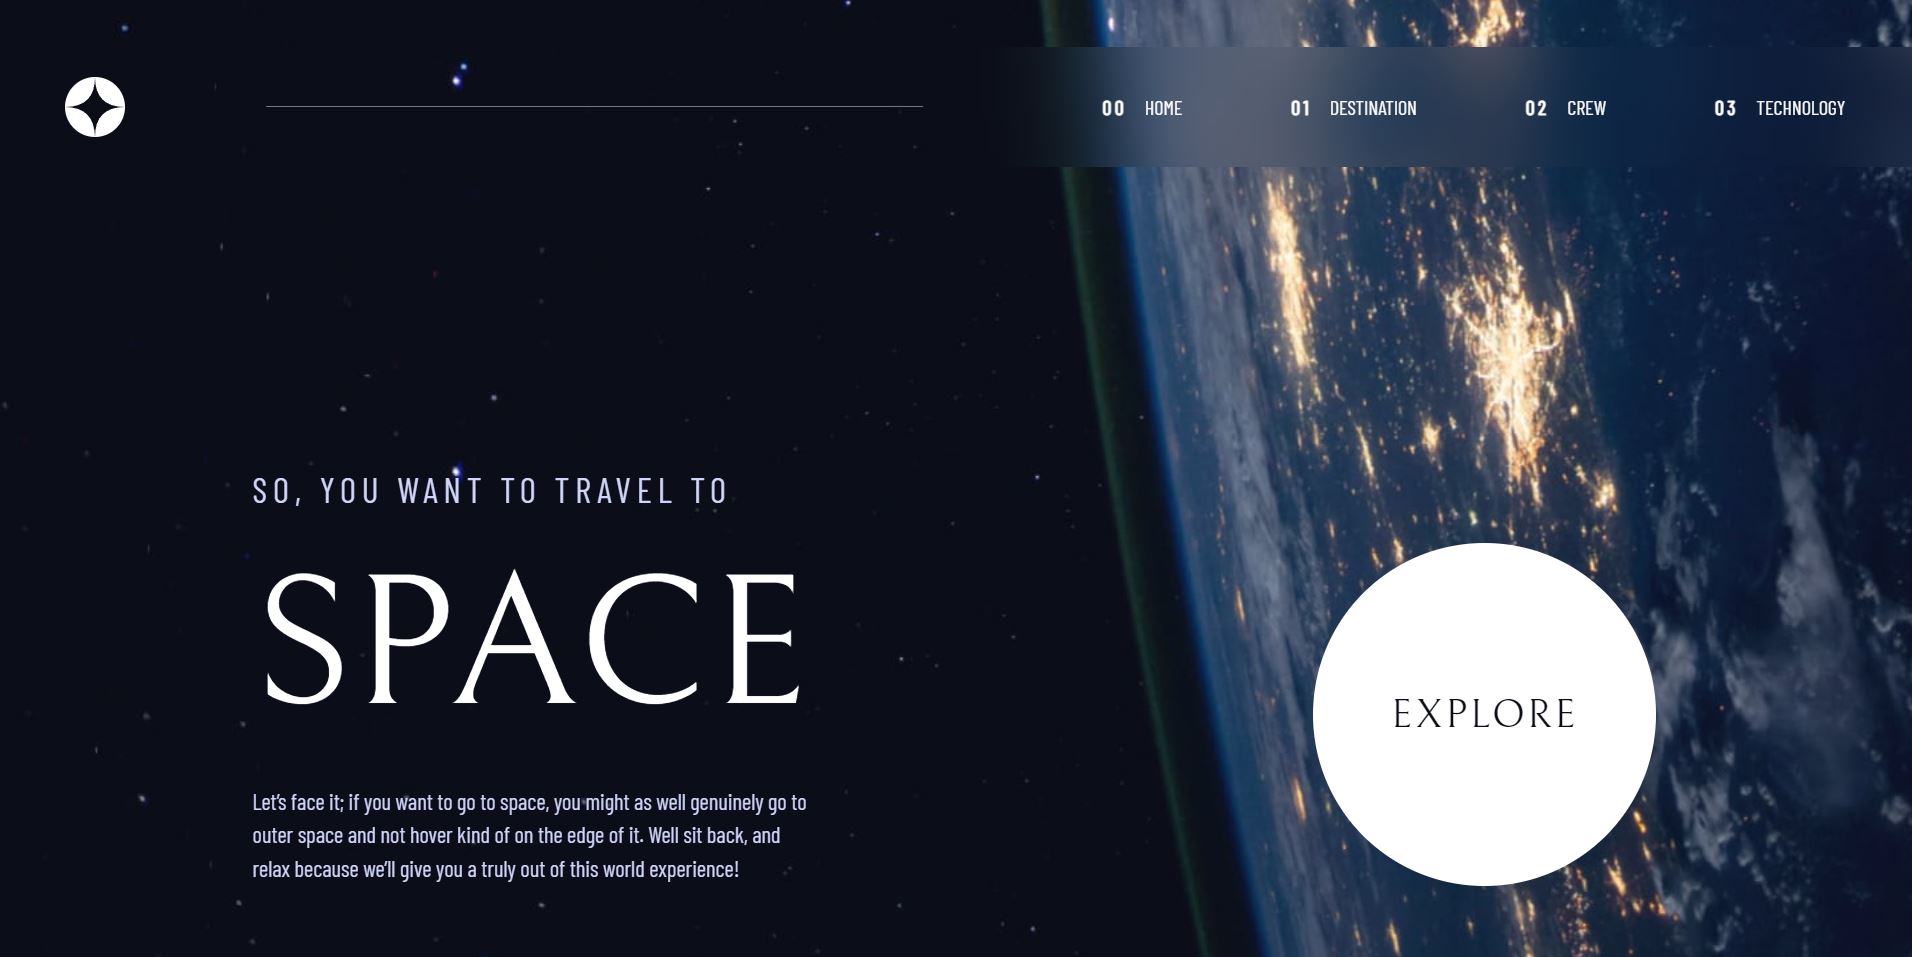 00 HOME 01 DESTINATION 02 CREW 03 TECHNOLOGY
SO, YOU WANT TO TRAVEL TO
SPACE
EXPLORE
Let’s face it; if you want to go to space, you might as well genuinely go to
outer space and not hover kind of on the edge of it. Well sit back, and
relax because we’ll give you a truly out of this world experience!